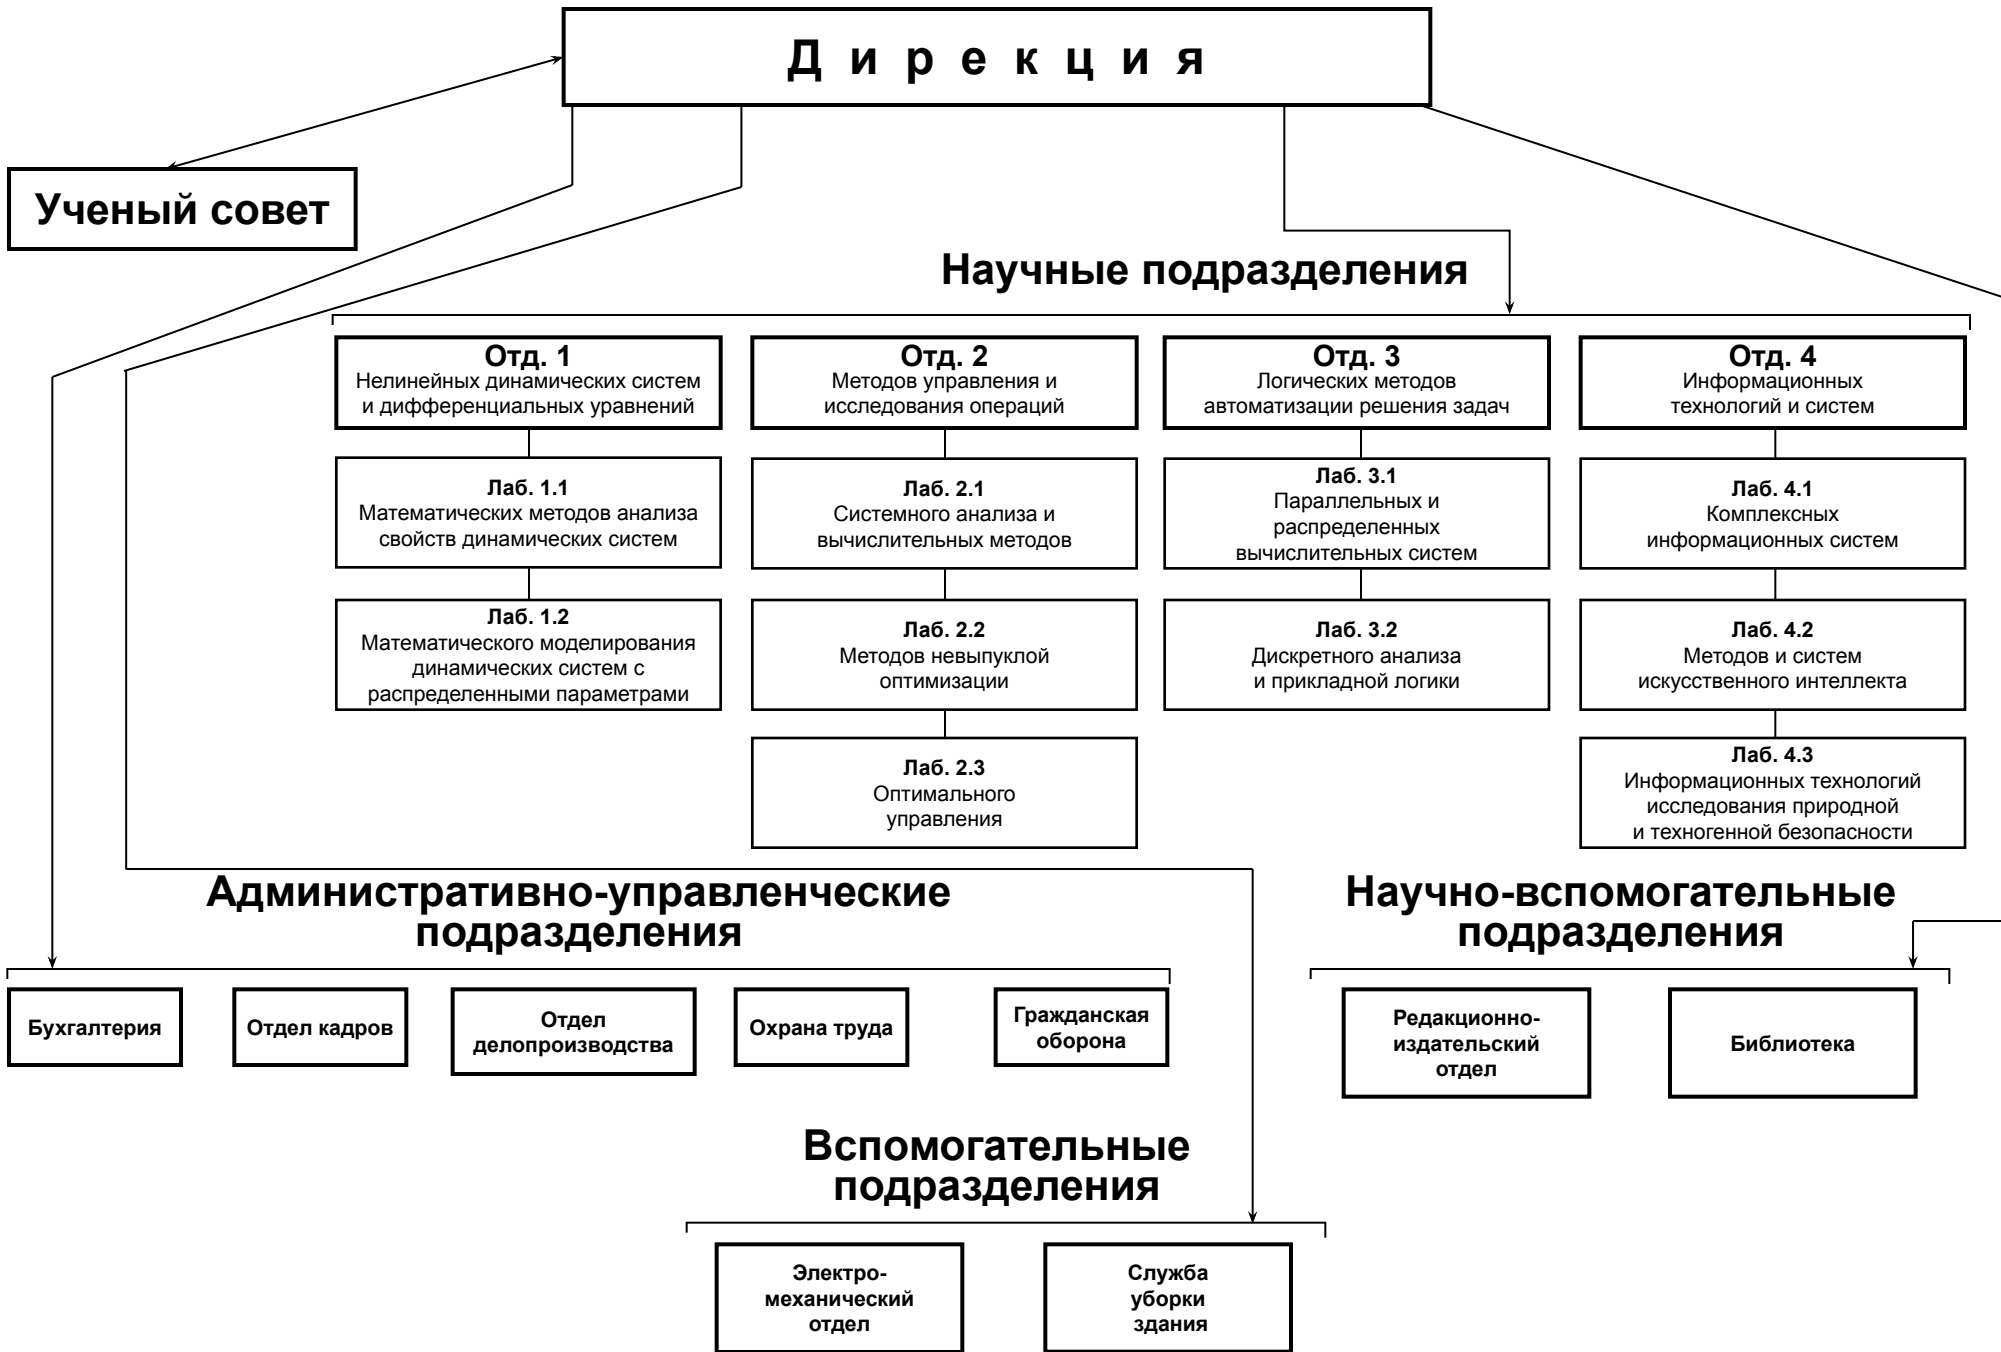 Дирекция
Ученый совет
Научные подразделения
Отд. 1
Нелинейных динамических систем
и дифференциальных уравнений
Лаб. 1.1
Математических методов анализа
свойств динамических систем
Лаб. 1.2
Математического моделирования
динамических систем с
распределенными параметрами
Отд. 2
Методов управления и
исследования операций
Лаб. 2.1
Системного анализа и
вычислительных методов
Лаб. 2.2
Методов невыпуклой
оптимизации
Лаб. 2.3
Оптимального
управления
Отд. 3
Логических методов
автоматизации решения задач
Лаб. 3.1
Параллельных и
распределенных
вычислительных систем
Лаб. 3.2
Дискретного анализа
и прикладной логики
Отд. 4
Информационных
технологий и систем
Лаб. 4.1
Комплексных
информационных систем
Лаб. 4.2
Методов и систем
искусственного интеллекта
Лаб. 4.3
Информационных технологий
исследования природной
и техногенной безопасности
Административно-управленческие
подразделения
Бухгалтерия
Отдел кадров
Отдел
делопроизводства
Охрана труда
Гражданская
оборона
Научно-вспомогательные
подразделения
Редакционно-
издательский
отдел
Библиотека
Вспомогательные
подразделения
Электро-
механический
отдел
Служба
уборки
здания